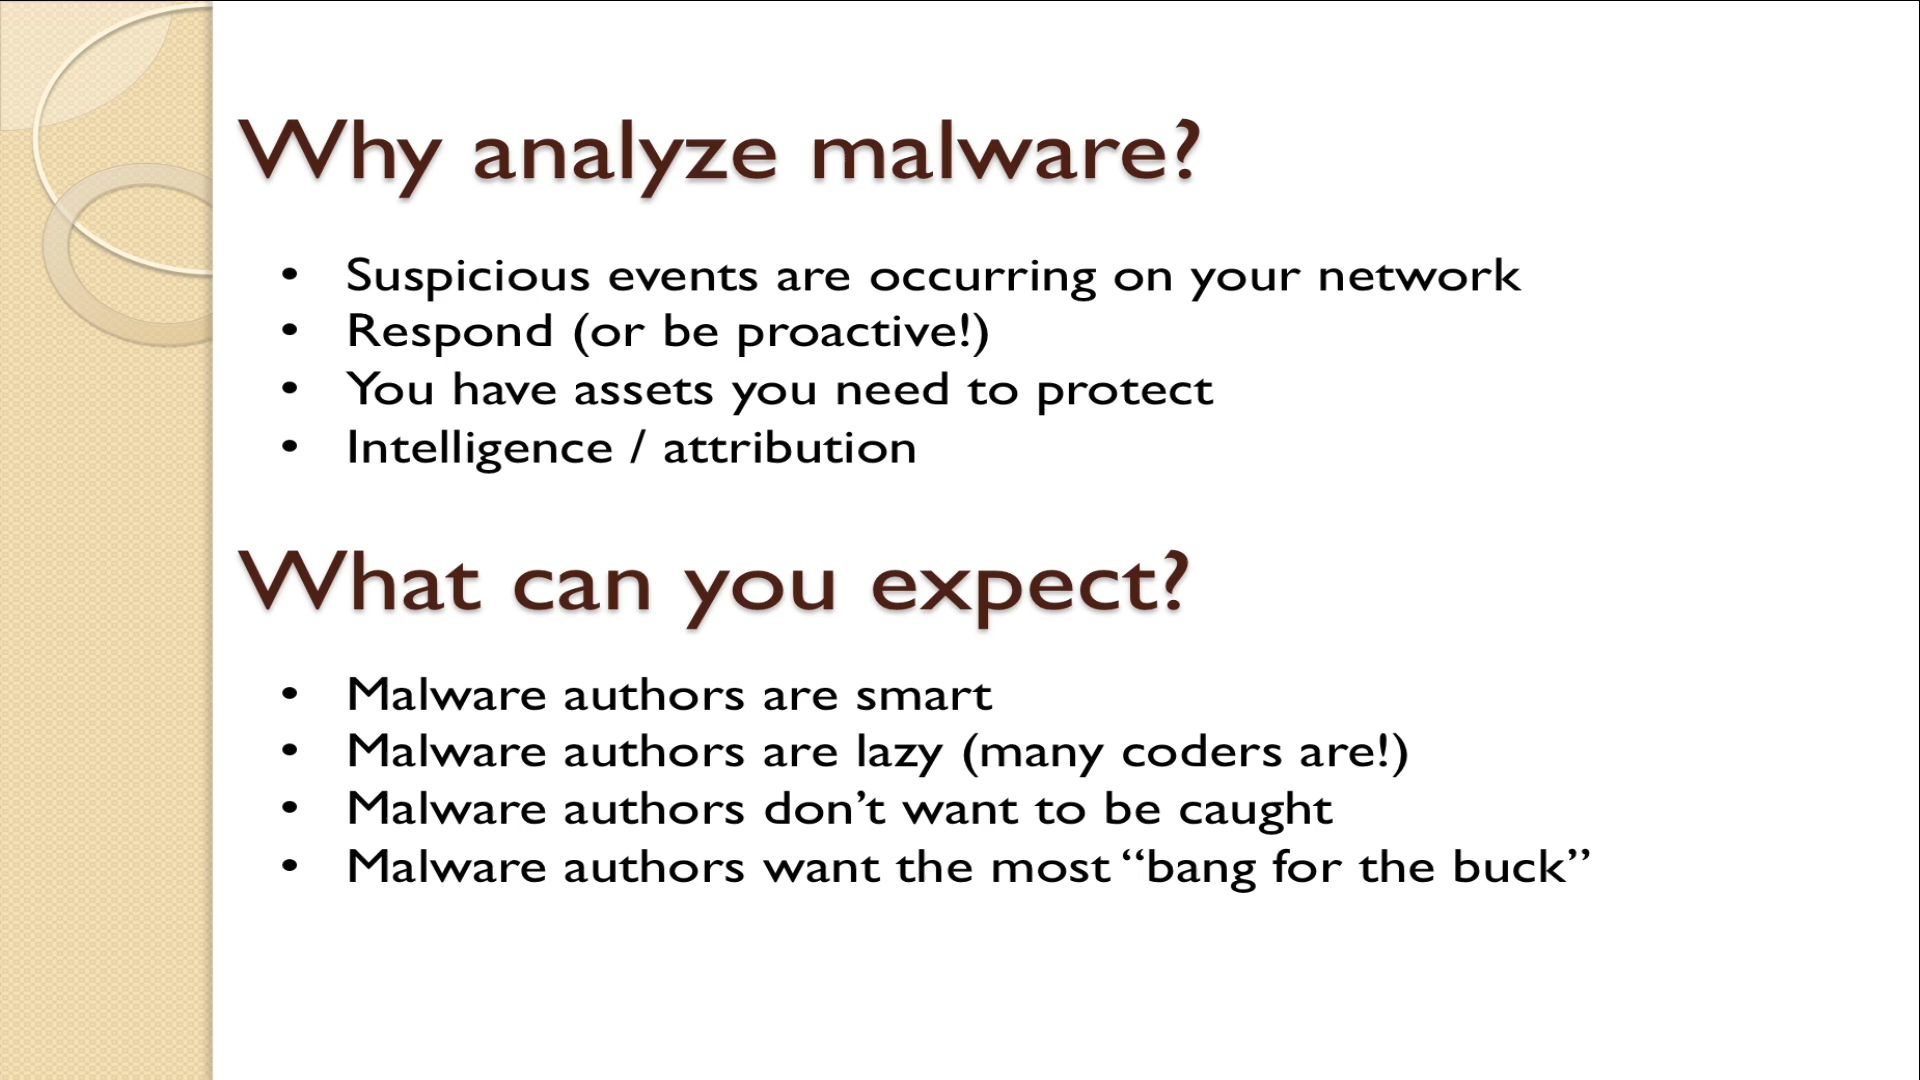 Why analyze malware?
• Suspicious events are occurring on your network
• Respond (or be proactive!)
• You have assets you need to protect
• Intelligence / attribution
What can you expect?
• Malware authors are smart
• Malware authors are lazy (many coders are!)
• Malware authors don’t want to be caught
• Malware authors want the most “bang for the buck”